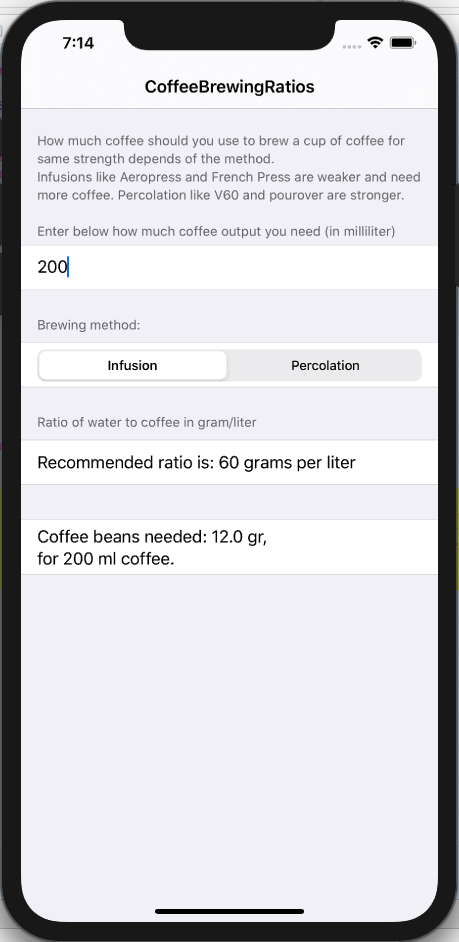 7:14
CoffeeBrewingRatios
How much coffee should you use to brew a cup of coffee for
same strength depends of the method.
Infusions like Aeropress and French Press are weaker and need
more coffee. Percolation like V60 and pourover are stronger.
Enter below how much coffee output you need (in milliliter)
200
Brewing method:
Infusion Percolation
Ratio of water to coffee in gram/liter
Recommended ratio is: 60 grams per liter
Coffee beans needed: 12.0 gr,
for 200 ml coffee.